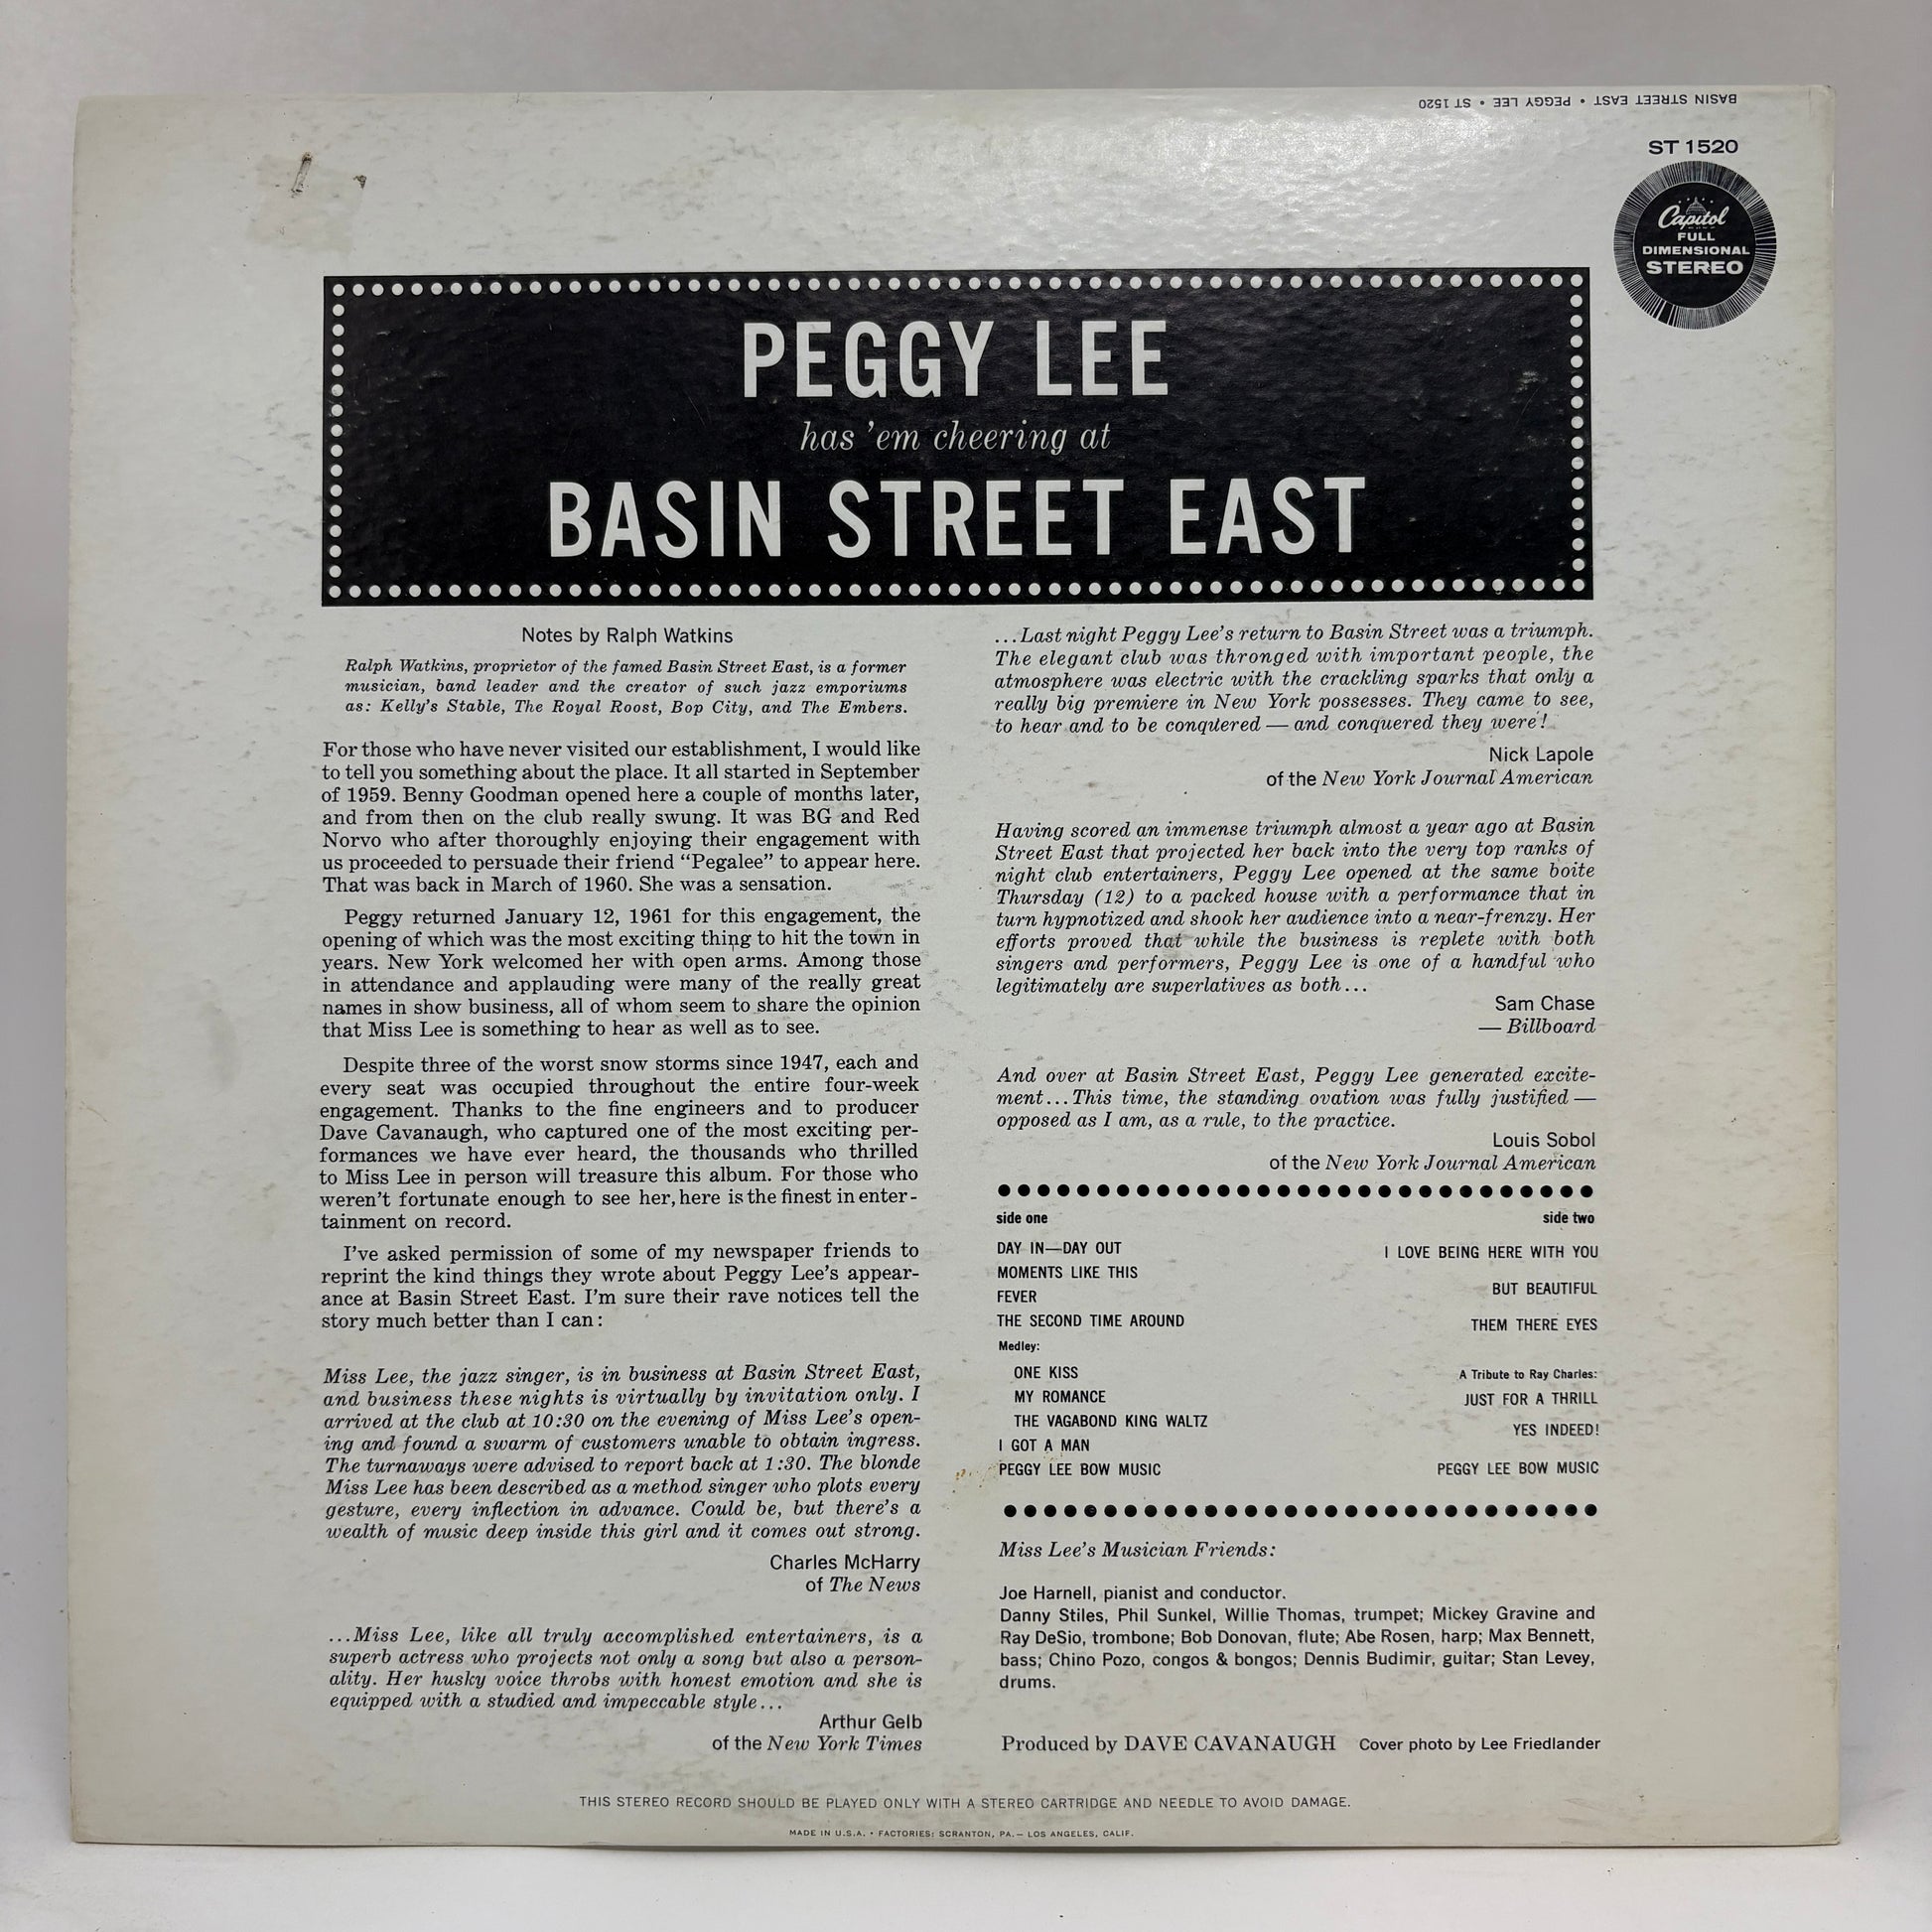 BASIN STREET EAST • PEGGY LEE • ST 1520
ST 1520
Capitol
FULL
DIMENSIONAL
STEREO
PEGGY LEE
has 'em cheering at
BASIN STREET EAST
Notes by Ralph Watkins
Ralph Watkins, proprietor of the famed Basin Street East, is a former
musician, band leader and the creator of such jazz emporiums
as: Kelly's Stable, The Royal Roost, Bop City, and The Embers.
For those who have never visited our establishment, I would like
to tell you something about the place. It all started in September
of 1959. Benny Goodman opened here a couple of months later,
and from then on the club really swung. It was BG and Red
Norvo who after thoroughly enjoying their engagement with
us proceeded to persuade their friend “Pegalee” to appear here.
That was back in March of 1960. She was a sensation.
Peggy returned January 12, 1961 for this engagement, the
opening of which was the most exciting thing to hit the town in
years. New York welcomed her with open arms. Among those
in attendance and applauding were many of the really great
names in show business, all of whom seem to share the opinion
that Miss Lee is something to hear as well as to see.
Despite three of the worst snow storms since 1947, each and
every seat was occupied throughout the entire four-week
engagement. Thanks to the fine engineers and to producer
Dave Cavanaugh, who captured one of the most exciting per-
formances we have ever heard, the thousands who thrilled
to Miss Lee in person will treasure this album. For those who
weren't fortunate enough to see her, here is the finest in enter-
tainment on record.
I've asked permission of some of my newspaper friends to
reprint the kind things they wrote about Peggy Lee's appear-
ance at Basin Street East. I'm sure their rave notices tell the
story much better than I can:
Miss Lee, the jazz singer, is in business at Basin Street East,
and business these nights is virtually by invitation only. I
arrived at the club at 10:30 on the evening of Miss Lee's open-
ing and found a swarm of customers unable to obtain ingress.
The turnaways were advised to report back at 1:30. The blonde
Miss Lee has been described as a method singer who plots every
gesture, every inflection in advance. Could be, but there's a
wealth of music deep inside this girl and it comes out strong.
Charles McHarry
of The News
...Miss Lee, like all truly accomplished entertainers, is a
superb actress who projects not only a song but also a person-
ality. Her husky voice throbs with honest emotion and she is
equipped with a studied and impeccable style...
Arthur Gelb
of the New York Times
...Last night Peggy Lee's return to Basin Street was a triumph.
The elegant club was thronged with important people, the
atmosphere was electric with the crackling sparks that only a
really big premiere in New York possesses. They came to see,
to hear and to be conquered — and conquered they were!
Nick Lapole
of the New York Journal American
Having scored an immense triumph almost a year ago at Basin
Street East that projected her back into the very top ranks of
night club entertainers, Peggy Lee opened at the same boite
Thursday (12) to a packed house with a performance that in
turn hypnotized and shook her audience into a near-frenzy. Her
efforts proved that while the business is replete with both
singers and performers, Peggy Lee is one of a handful who
legitimately are superlatives as both...
Sam Chase
— Billboard
And over at Basin Street East, Peggy Lee generated excite-
ment...This time, the standing ovation was fully justified —
opposed as I am, as a rule, to the practice.
Louis Sobol
of the New York Journal American
side one
DAY IN—DAY OUT
MOMENTS LIKE THIS
FEVER
THE SECOND TIME AROUND
Medley:
ONE KISS
MY ROMANCE
THE VAGABOND KING WALTZ
I GOT A MAN
PEGGY LEE BOW MUSIC
side two
I LOVE BEING HERE WITH YOU
BUT BEAUTIFUL
THEM THERE EYES
A Tribute to Ray Charles:
JUST FOR A THRILL
YES INDEED!
PEGGY LEE BOW MUSIC
Miss Lee's Musician Friends:
Joe Harnell, pianist and conductor.
Danny Stiles, Phil Sunkel, Willie Thomas, trumpet; Mickey Gravine and
Ray DeSio, trombone; Bob Donovan, flute; Abe Rosen, harp; Max Bennett,
bass; Chino Pozo, congos & bongos; Dennis Budimir, guitar; Stan Levey,
drums.
Produced by DAVE CAVANAUGH Cover photo by Lee Friedlander
THIS STEREO RECORD SHOULD BE PLAYED ONLY WITH A STEREO CARTRIDGE AND NEEDLE TO AVOID DAMAGE.
MADE IN U.S.A. • FACTORIES: SCRANTON, PA.— LOS ANGELES, CALIF.